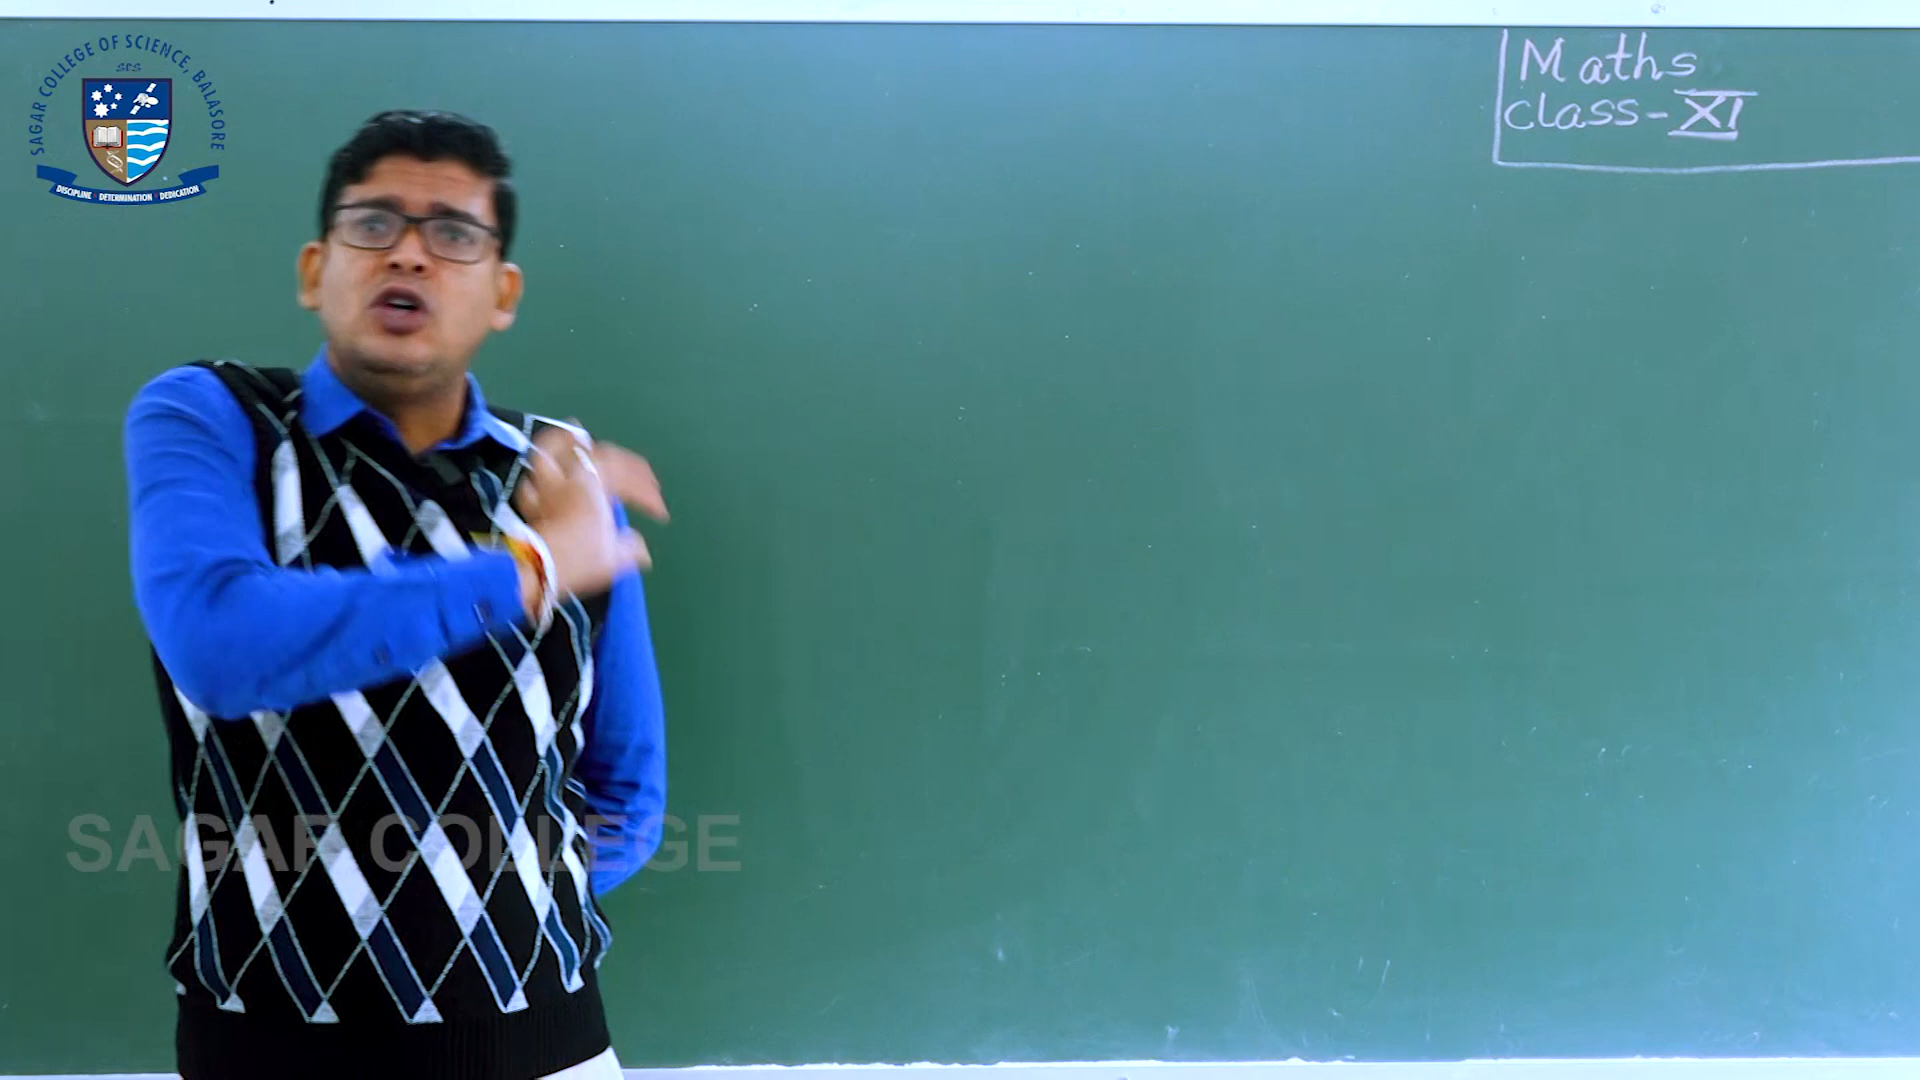 SAGAR COLLEGE OF SCIENCE, BALASORE
SCS
DISCIPLINE DETERMINATION DEDICATION
Maths
class-XI
SAGAR COLLEGE